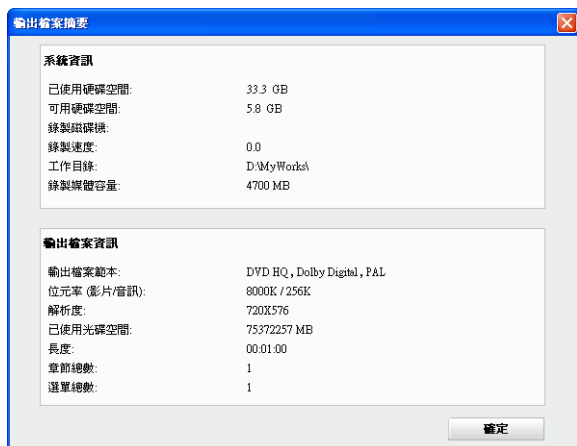 輸出檔案摘要
系統資訊
已使用硬碟空間: 33.3 GB
可用硬碟空間: 5.8 GB
錄製磁碟機:
錄製速度: 0.0
工作目錄: D:\MyWorks\
錄製媒體容量: 4700 MB
輸出檔案資訊
輸出檔案範本: DVD HQ , Dolby Digital , PAL
位元率 (影片/音訊): 8000K / 256K
解析度: 720X576
已使用光碟空間: 75372257 MB
長度: 00:01:00
章節總數: 1
選單總數: 1
確定